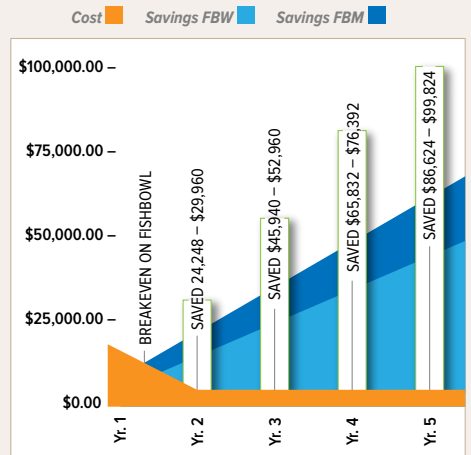 Cost Savings FBW Savings FBM
$100,000.00 –
$75,000.00 –
$50,000.00 –
$25,000.00 –
$0.00
BREAKEVEN ON FISHBOWL
SAVED 24,248 – $29,960
SAVED $45,940 – $52,960
SAVED $65,832 – $76,392
SAVED $86,624 – $99,824
Yr. 1
Yr. 2
Yr. 3
Yr. 4
Yr. 5